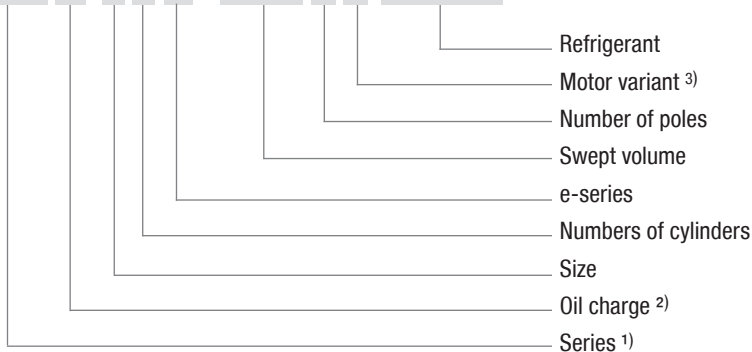 Refrigerant
Motor variant 3)
Number of poles
Swept volume
e-series
Numbers of cylinders
Size
Oil charge 2)
Series 1)